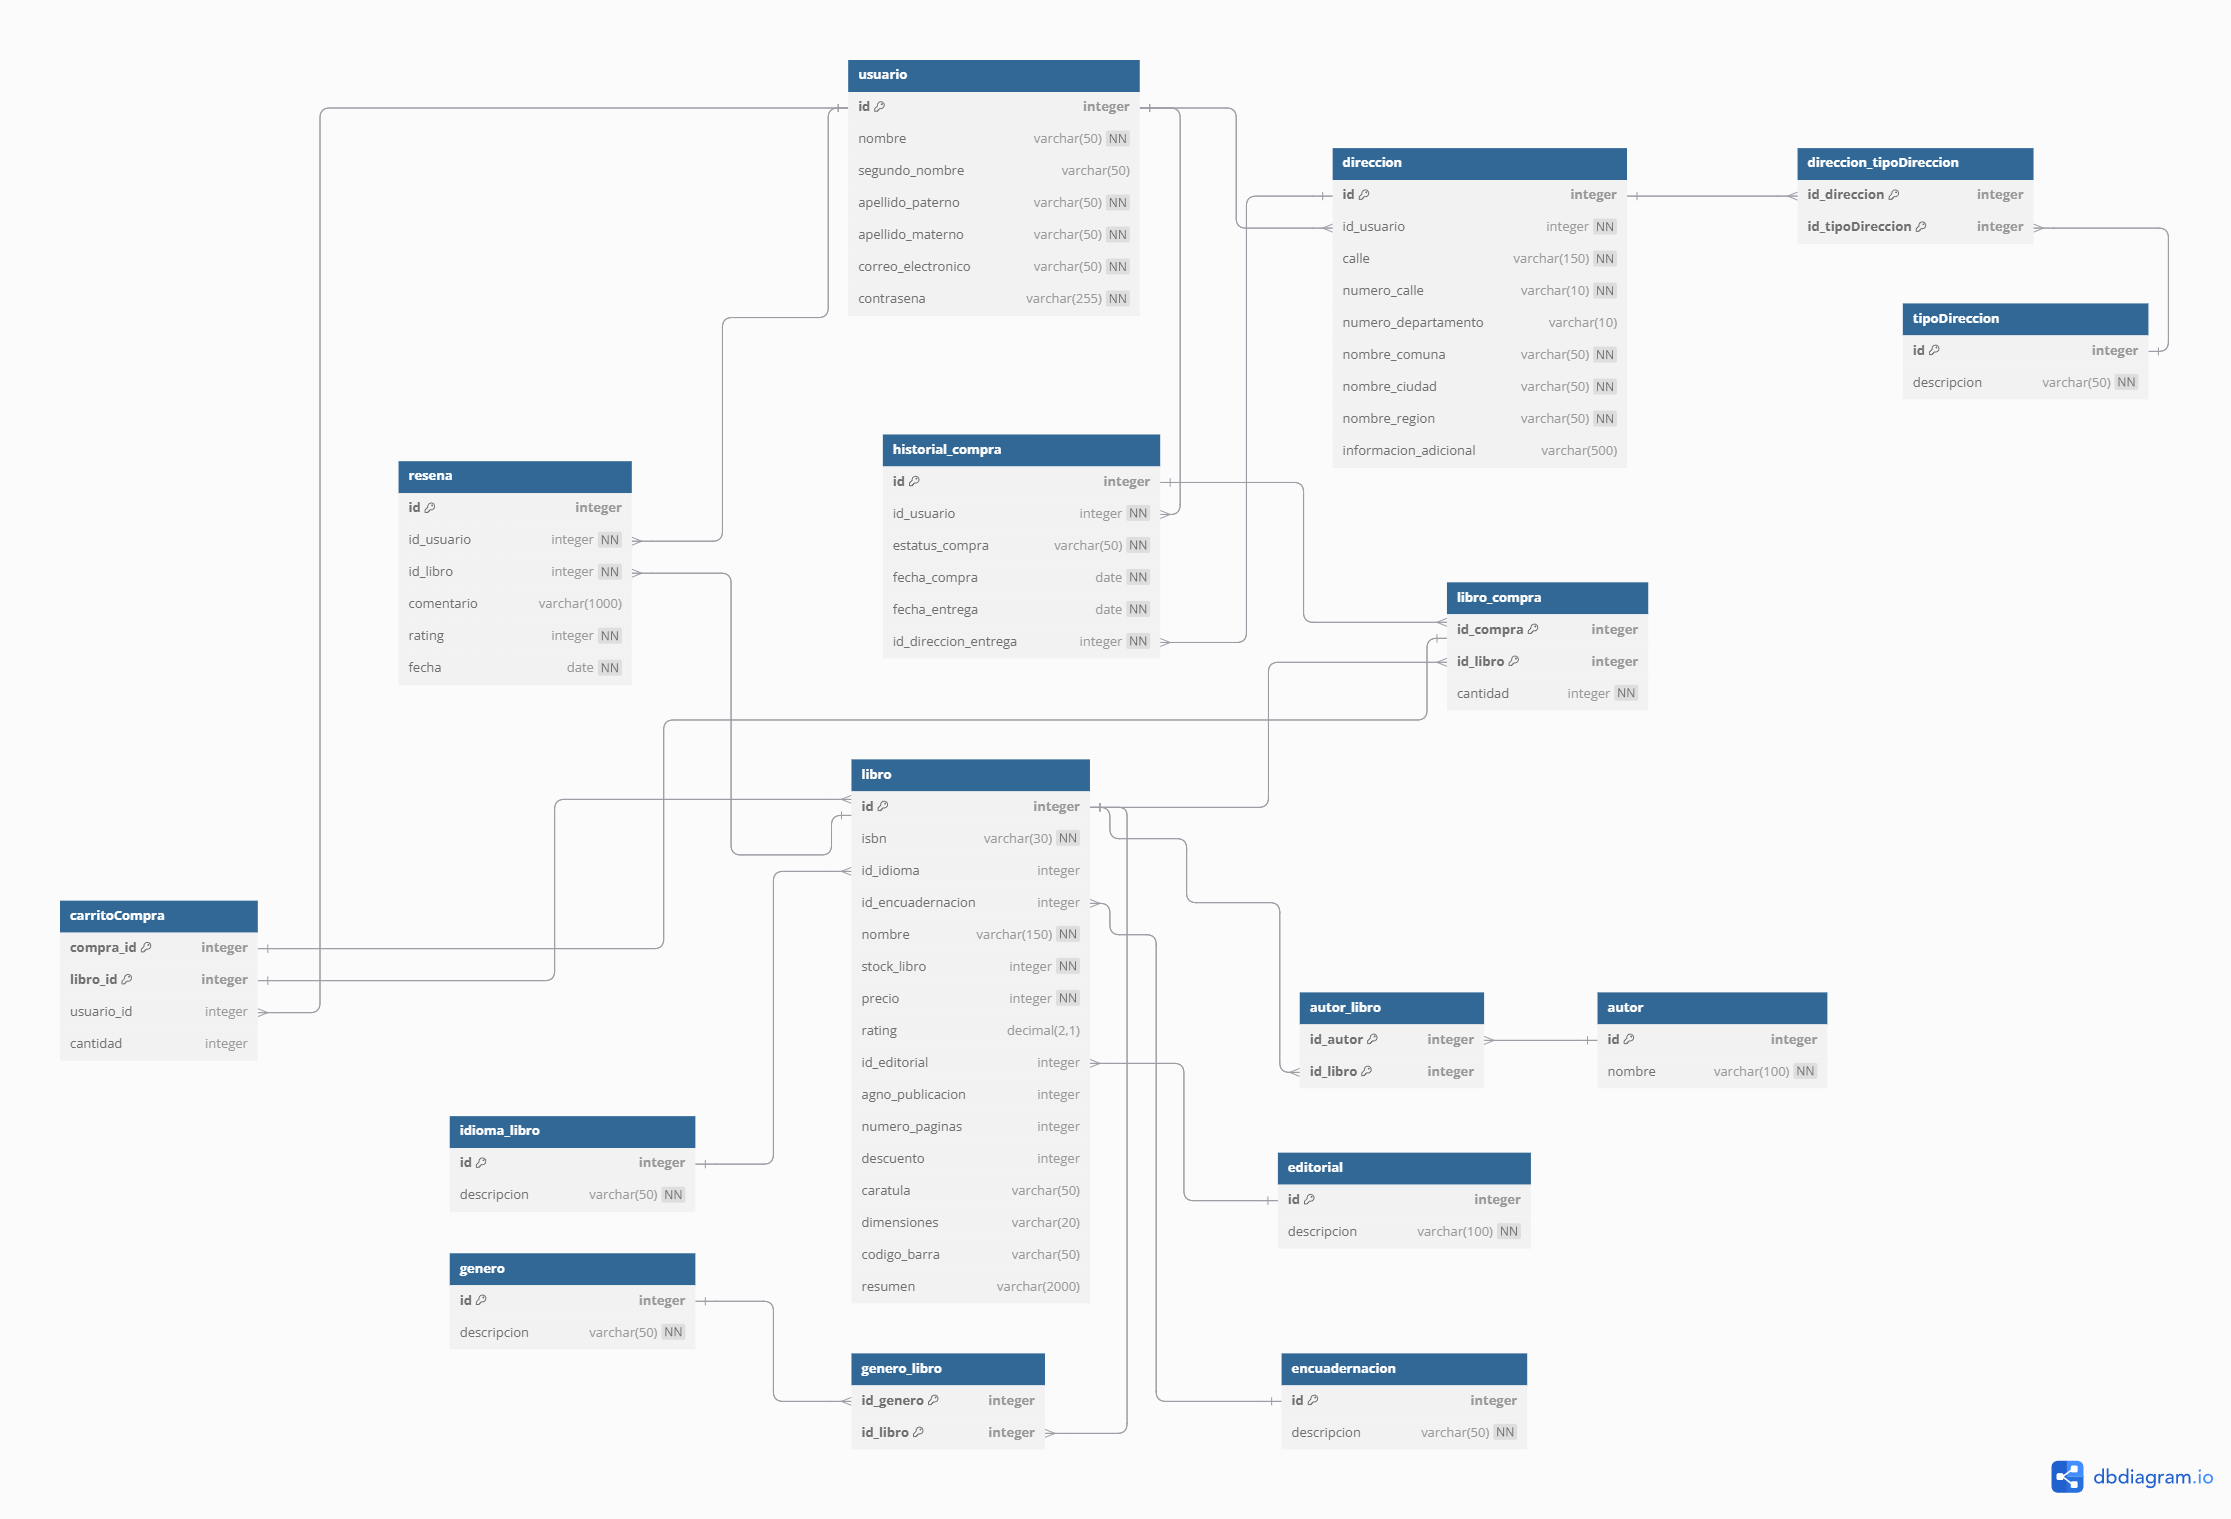 usuario
id integer
nombre varchar(50) NN
segundo_nombre varchar(50)
apellido_paterno varchar(50) NN
apellido_materno varchar(50) NN
correo_electronico varchar(50) NN
contrasena varchar(255) NN
direccion
id integer
id_usuario integer NN
calle varchar(150) NN
numero_calle varchar(10) NN
numero_departamento varchar(10)
nombre_comuna varchar(50) NN
nombre_ciudad varchar(50) NN
nombre_region varchar(50) NN
informacion_adicional varchar(500)
direccion_tipoDireccion
id_direccion integer
id_tipoDireccion integer
tipoDireccion
id integer
descripcion varchar(50) NN
historial_compra
id integer
id_usuario integer NN
estatus_compra varchar(50) NN
fecha_compra date NN
fecha_entrega date NN
id_direccion_entrega integer NN
resena
id integer
id_usuario integer NN
id_libro integer NN
comentario varchar(1000)
rating integer NN
fecha date NN
libro_compra
id_compra integer
id_libro integer
cantidad integer NN
libro
id integer
isbn varchar(30) NN
id_idioma integer
id_encuadernacion integer
nombre varchar(150) NN
stock_libro integer NN
precio integer NN
rating decimal(2,1)
id_editorial integer
agno_publicacion integer
numero_paginas integer
descuento integer
caratula varchar(50)
dimensiones varchar(20)
codigo_barra varchar(50)
resumen varchar(2000)
carritoCompra
compra_id integer
libro_id integer
usuario_id integer
cantidad integer
autor_libro
id_autor integer
id_libro integer
autor
id integer
nombre varchar(100) NN
idioma_libro
id integer
descripcion varchar(50) NN
editorial
id integer
descripcion varchar(100) NN
genero
id integer
descripcion varchar(50) NN
genero_libro
id_genero integer
id_libro integer
encuadernacion
id integer
descripcion varchar(50) NN
dbdiagram.io